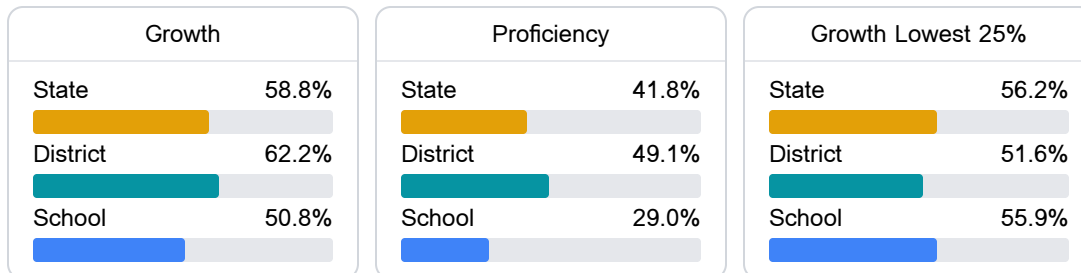 Growth
State 58.8%
District 62.2%
School 50.8%
Proficiency
State 41.8%
District 49.1%
School 29.0%
Growth Lowest 25%
State 56.2%
District 51.6%
School 55.9%